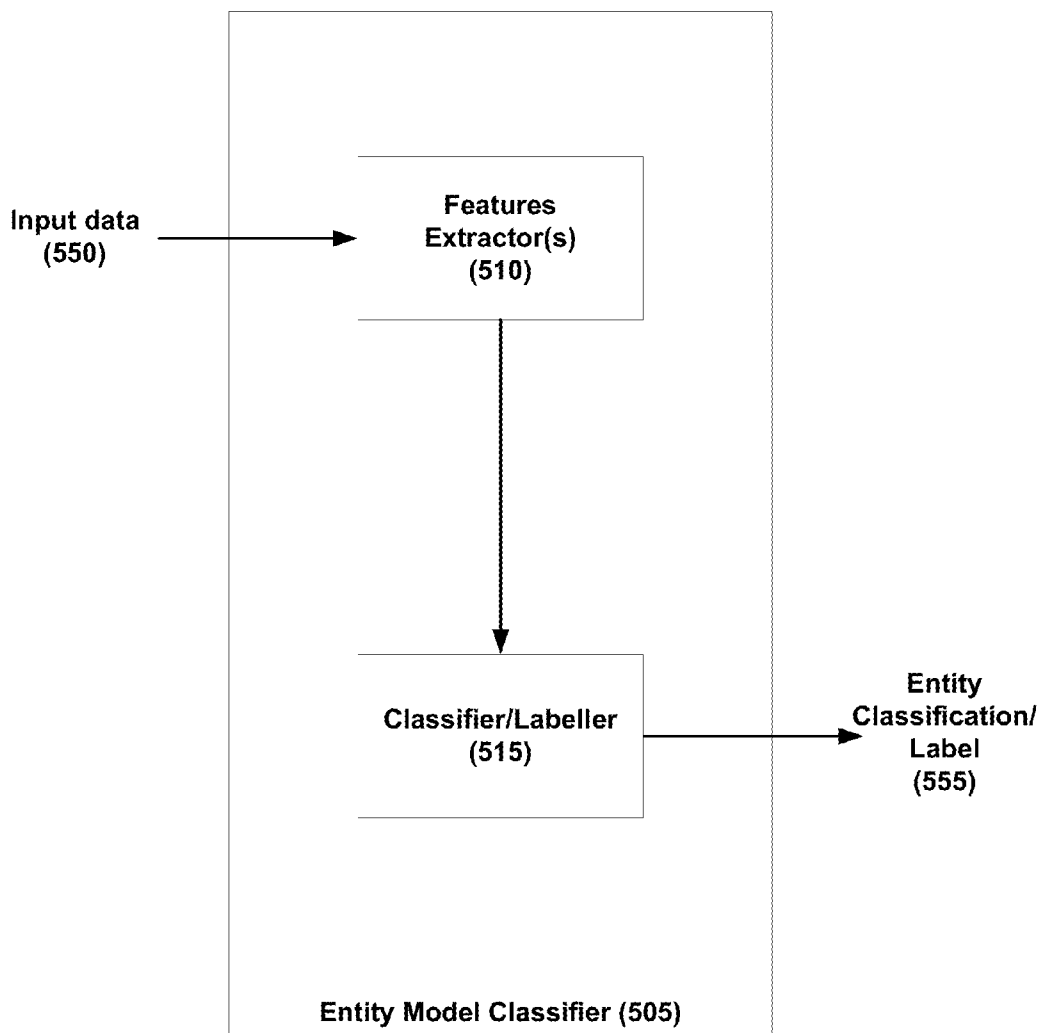 Features
Extractor(s)
(510)
Input data
(550)
Classifier/Labeller
(515)
Entity
Classification/
Label
(555)
Entity Model Classifier (505)